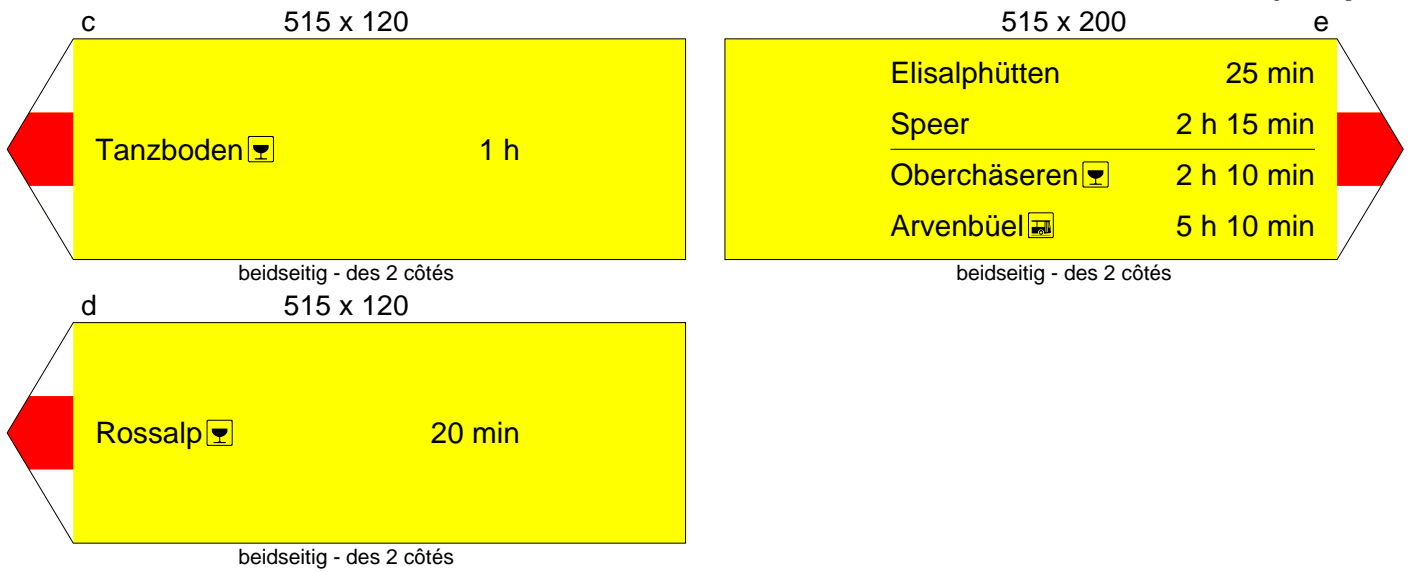 c 515 x 120
Tanzboden 1 h
beidseitig - des 2 côtés
515 x 200 e
Elisalphütten 25 min
Speer 2 h 15 min
Oberchäseren 2 h 10 min
Arvenbüel 5 h 10 min
beidseitig - des 2 côtés
d 515 x 120
Rossalp 20 min
beidseitig - des 2 côtés